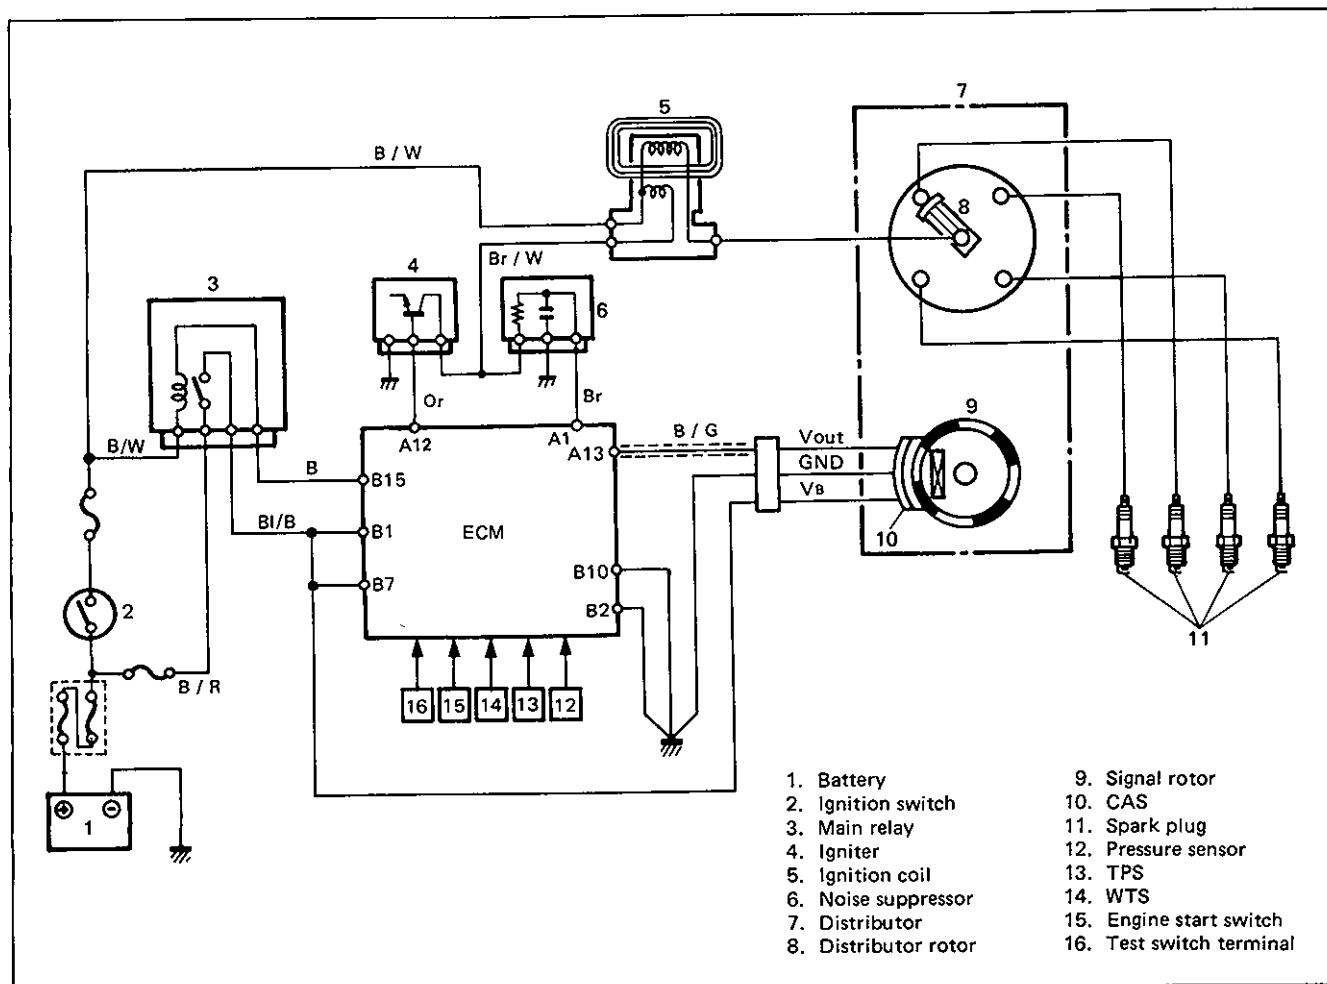 5
7
B / W
8
Br / W
4
3
6
Or
Br
A12
A1
A13
B / G
9
Vout
GND
VB
B/W
B
B15
10
Bl/B
B1
ECM
B7
B10
B2
2
11
B / R
16
15
14
13
12
1
1. Battery
2. Ignition switch
3. Main relay
4. Igniter
5. Ignition coil
6. Noise suppressor
7. Distributor
8. Distributor rotor
9. Signal rotor
10. CAS
11. Spark plug
12. Pressure sensor
13. TPS
14. WTS
15. Engine start switch
16. Test switch terminal